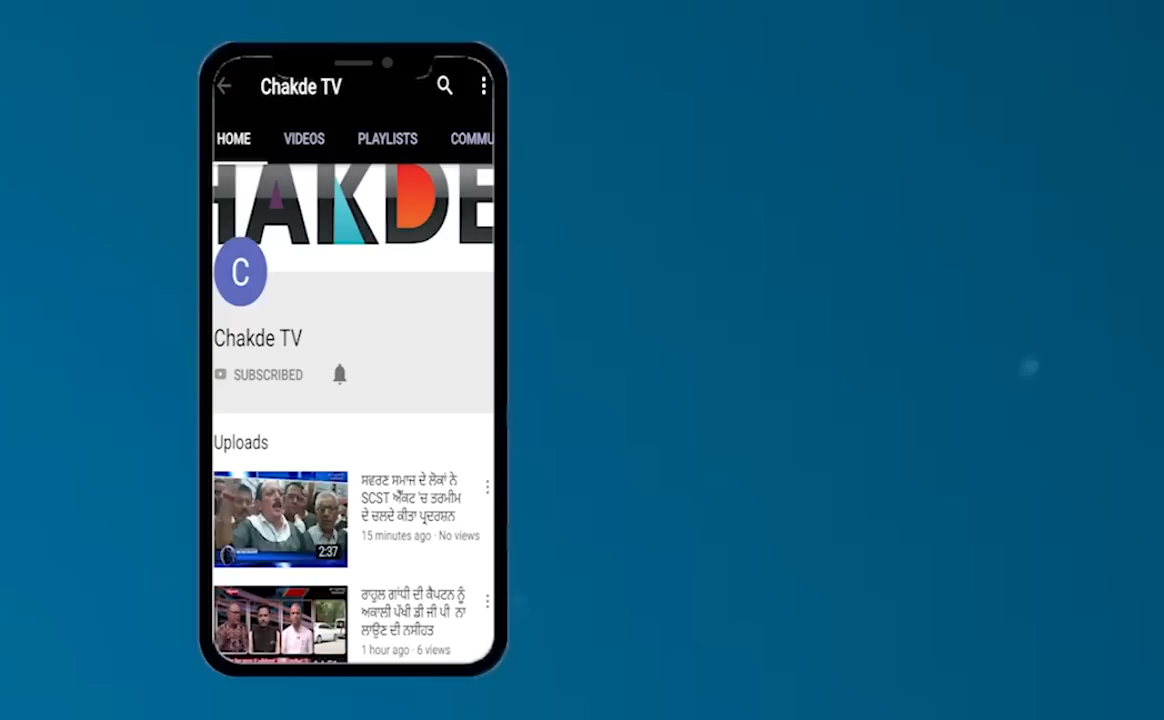 Chakde TV
HOME VIDEOS PLAYLISTS COMMU
HAKDE
C
Chakde TV
SUBSCRIBED
Uploads
ਸਵਰਣ ਸਮਾਜ ਦੇ ਲੋਕਾਂ ਨੇ
SCST ਐਕਟ 'ਚ ਤਰਮੀਮ
ਦੇ ਚਲਦੇ ਕੀਤਾ ਪ੍ਰਦਰਸ਼ਨ
15 minutes ago · No views
2:37
ਰਾਹੁਲ ਗਾਂਧੀ ਦੀ ਕੈਪਟਨ ਨੂੰ
ਅਕਾਲੀ ਪੱਖੀ ਡੀ ਜੀ ਪੀ ਨਾ
ਲਾਉਣ ਦੀ ਨਸੀਹਤ
1 hour ago · 6 views